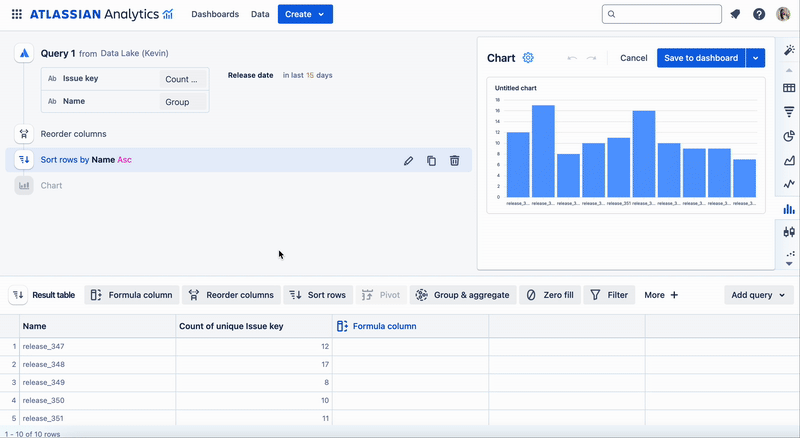 ATLASSIAN Analytics Dashboards Data Create
Query 1 from Data Lake (Kevin)
Ab Issue key Count ...
Ab Name Group
Release date in last 15 days
Reorder columns
Sort rows by Name Asc
Chart
Chart Cancel Save to dashboard
Untitled chart
18
16
14
12
10
8
6
4
2
0
release_3... release_3... release_3... release_3... release_351 release_3... release_3... release_3... release_3... release_3...
Result table Formula column Reorder columns Sort rows Pivot Group & aggregate Zero fill Filter More + Add query
Name Count of unique Issue key Formula column
1 release_347 12
2 release_348 17
3 release_349 8
4 release_350 10
5 release_351 11
1 - 10 of 10 rows